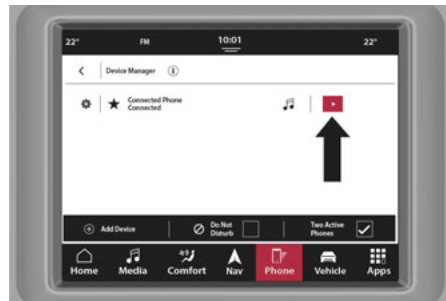 22° FM 10:01 22°
Device Manager
Connected Phone
Connected
Add Device Do Not Disturb Two Active Phones
Home Media Comfort Nav Phone Vehicle Apps